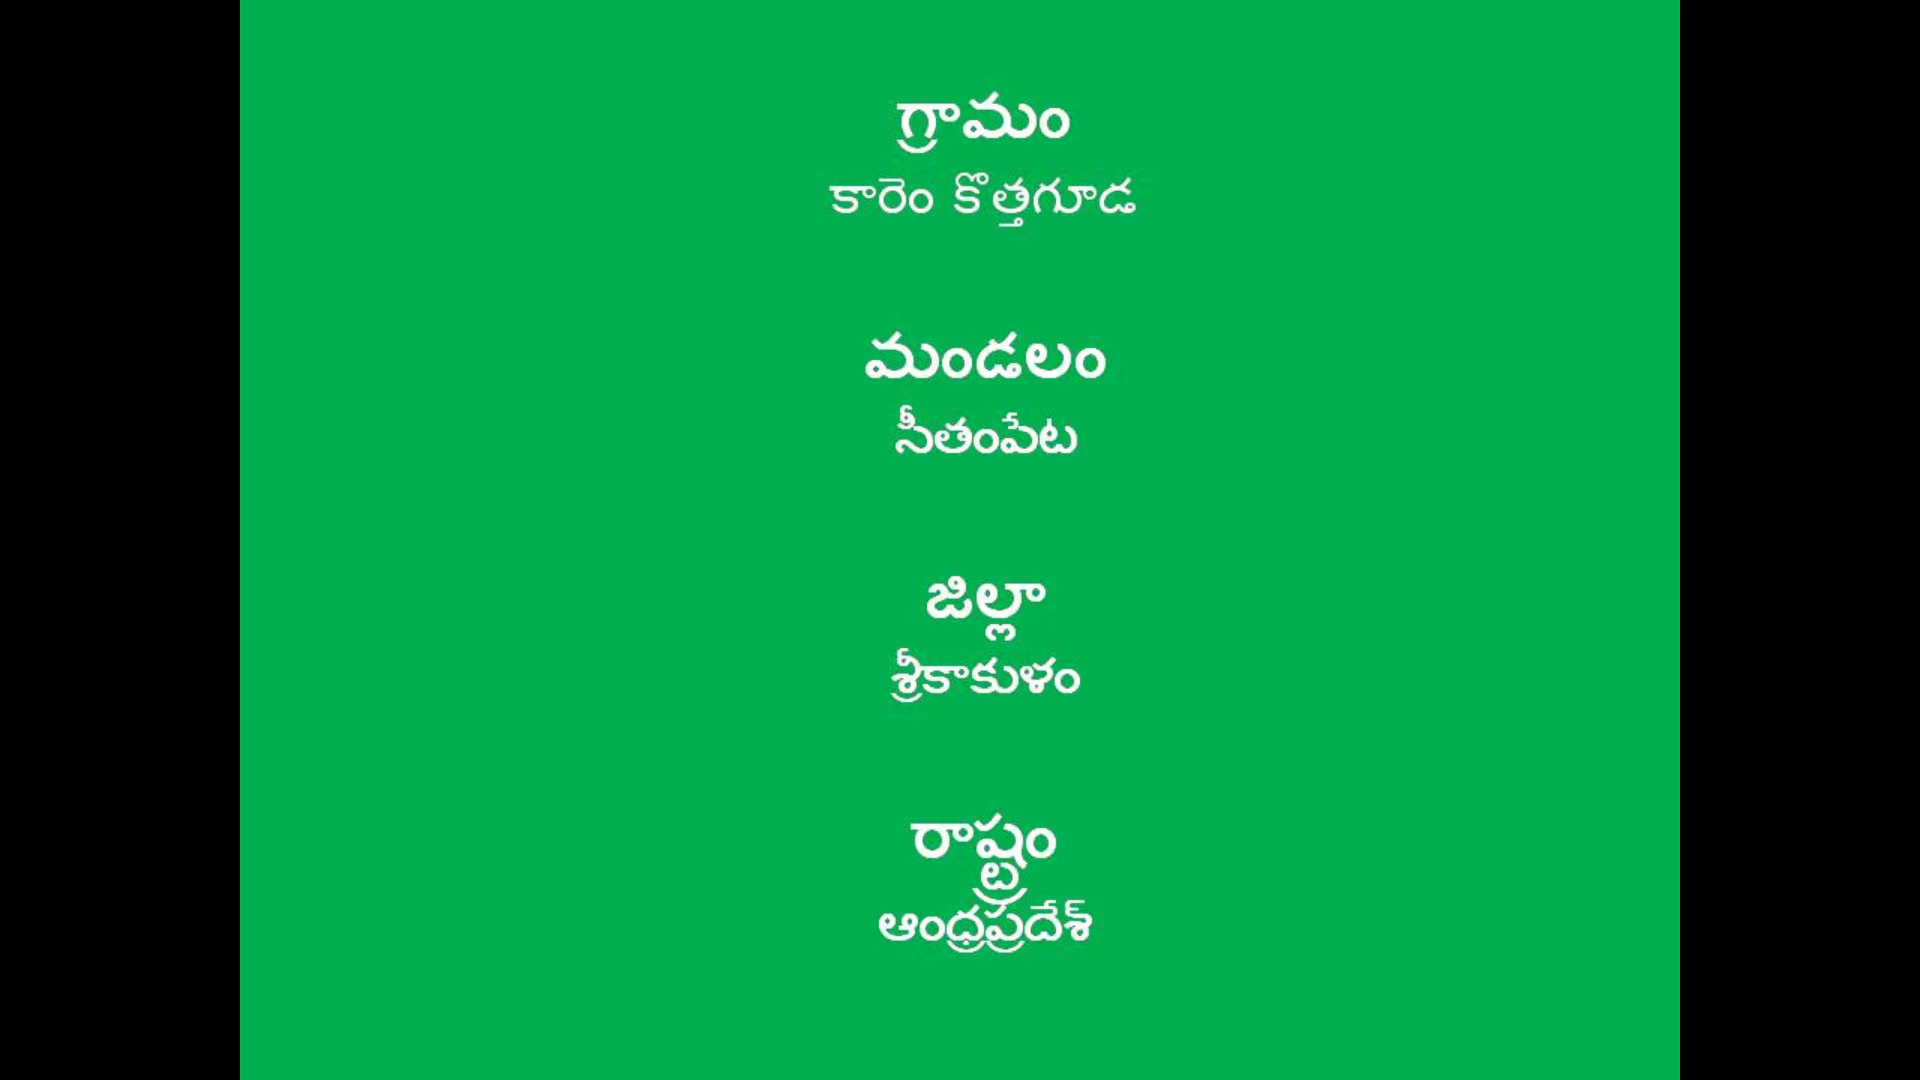 గ్రామం
కారెం కొత్తగూడ
మండలం
సీతంపేట
జిల్లా
శ్రీకాకుళం
రాష్ట్రం
ఆంధ్రప్రదేశ్